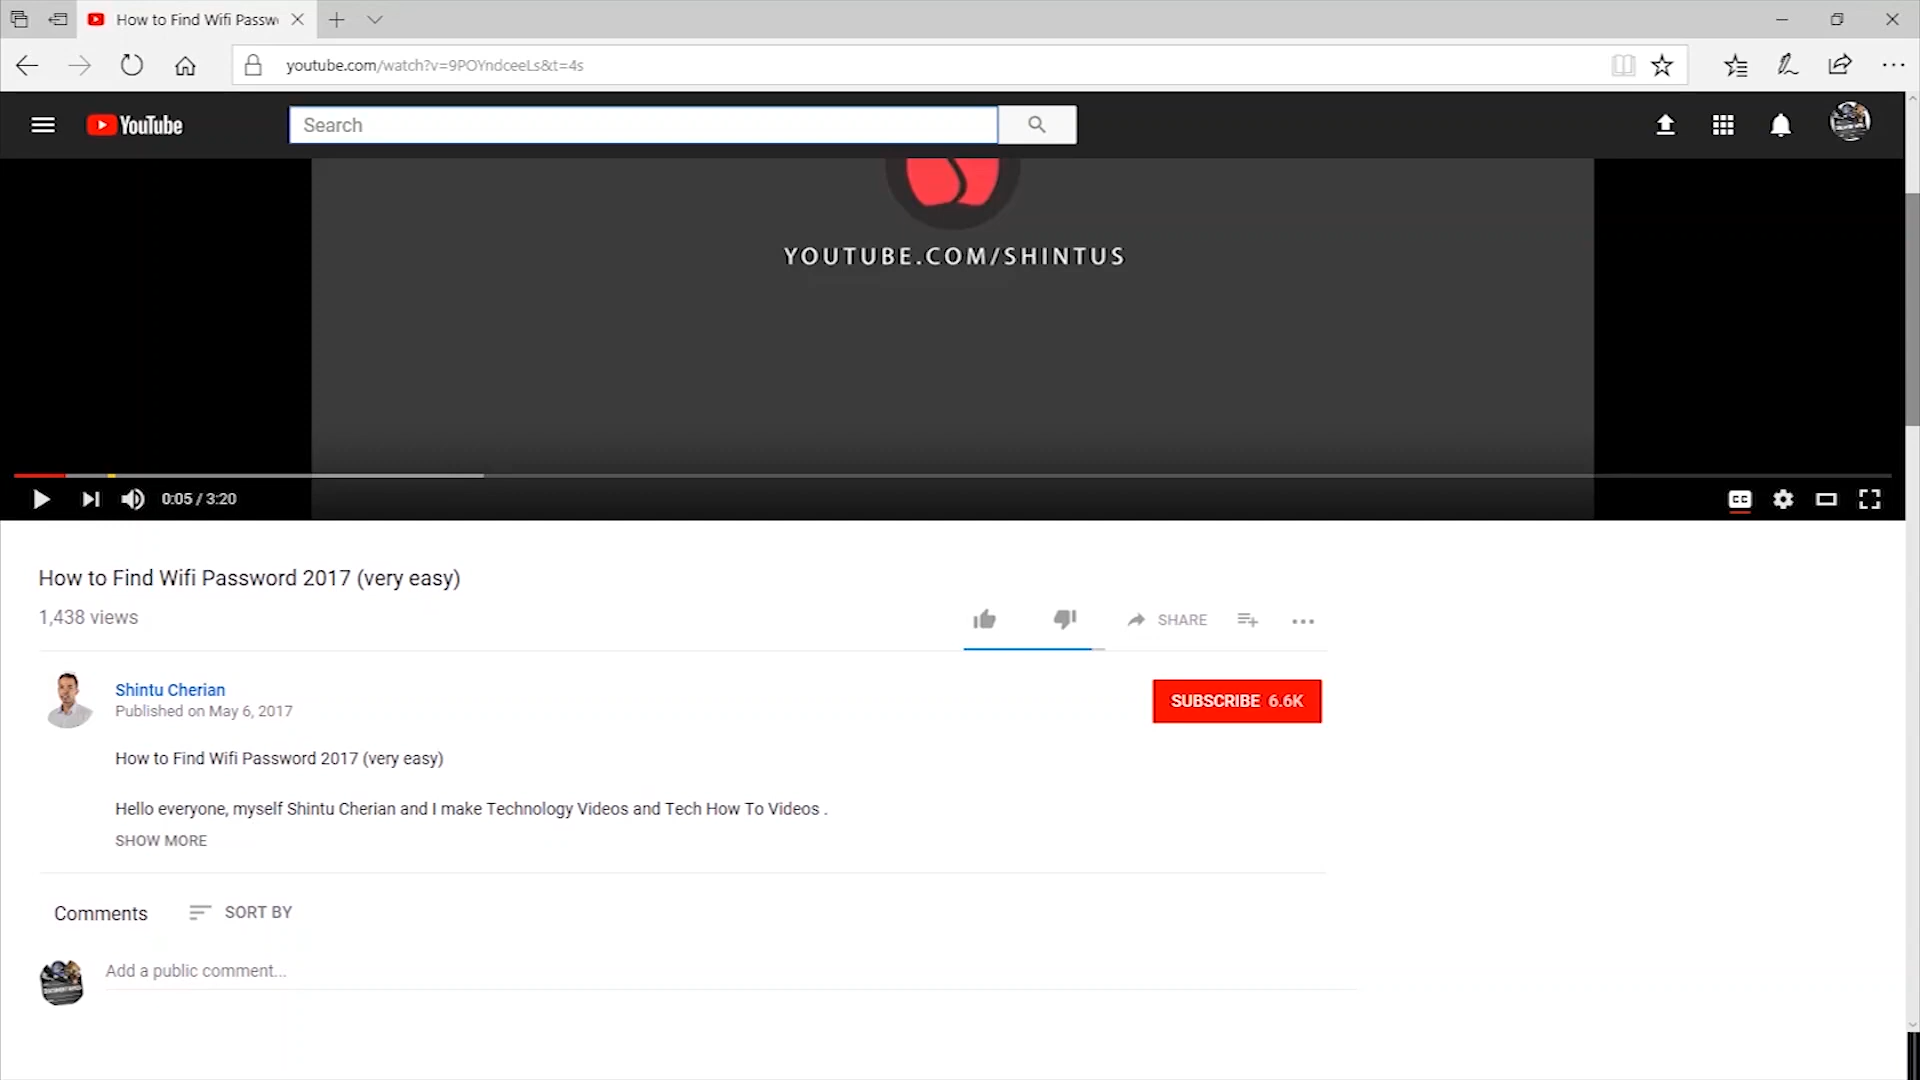 How to Find Wifi Passw
youtube.com/watch?v=9POYndceeLs&t=4s
YouTube
Search
YOUTUBE.COM/SHINTUS
0:05 / 3:20
CC
How to Find Wifi Password 2017 (very easy)
1,438 views
SHARE
Shintu Cherian
Published on May 6, 2017
SUBSCRIBE 6.6K
How to Find Wifi Password 2017 (very easy)
Hello everyone, myself Shintu Cherian and I make Technology Videos and Tech How To Videos .
SHOW MORE
Comments
SORT BY
Add a public comment...